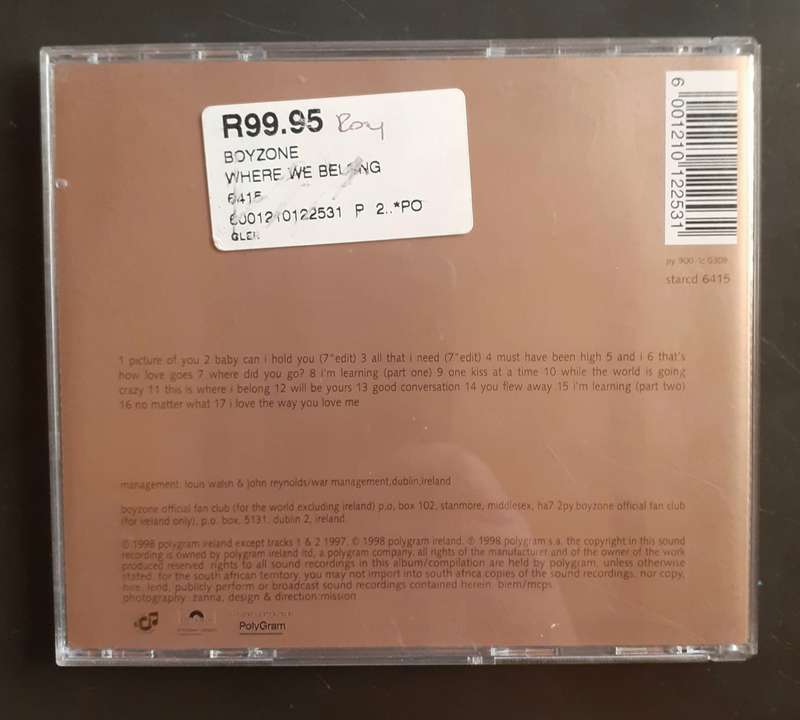 R99.95 Roy
BOYZONE
WHERE WE BELONG
6415
6001210122531 P 2..*PO
6 001210 122531
starcd 6415
1 picture of you 2 baby can i hold you (7"edit) 3 all that i need (7"edit) 4 must have been high 5 and i 6 that's
how love goes 7 where did you go? 8 i'm learning (part one) 9 one kiss at a time 10 while the world is going
crazy 11 this is where i belong 12 will be yours 13 good conversation 14 you flew away 15 i'm learning (part two)
16 no matter what 17 i love the way you love me
management: louis walsh & john reynolds/war management,dublin,ireland
boyzone official fan club (for the world excluding ireland) p.o. box 102, stanmore, middlesex, ha7 2py.boyzone official fan club
(for ireland only), p.o. box, 5131, dublin 2, ireland.
℗ 1998 polygram ireland except tracks 1 & 2 1997, © 1998 polygram ireland. ℗ 1998 polygram s.a. the copyright in this sound
recording is owned by polygram ireland ltd, a polygram company, all rights of the manufacturer and of the owner of the work
produced reserved. rights to all sound recordings in this album/compilation are held by polygram, unless otherwise
stated. for the south african territory, you may not import into south africa copies of the sound recordings, nor copy,
hire, lend, publicly perform or broadcast sound recordings contained herein. biem/mcps.
photography: zanna, design & direction:mission
PolyGram